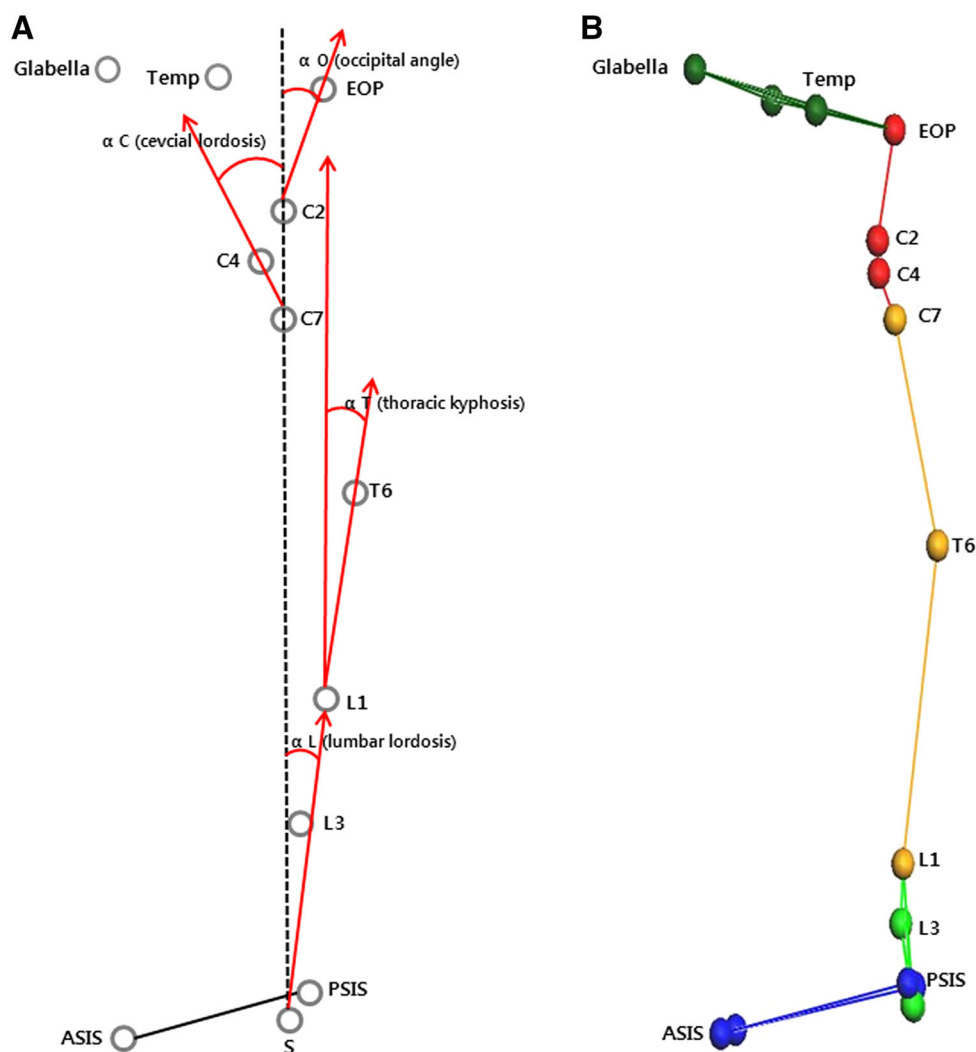 A
Glabella
Temp
α O (occipital angle)
EOP
α C (cevcial lordosis)
C2
C4
C7
α T (thoracic kyphosis)
T6
L1
α L (lumbar lordosis)
L3
PSIS
ASIS
S
B
Glabella
Temp
EOP
C2
C4
C7
T6
L1
L3
PSIS
ASIS